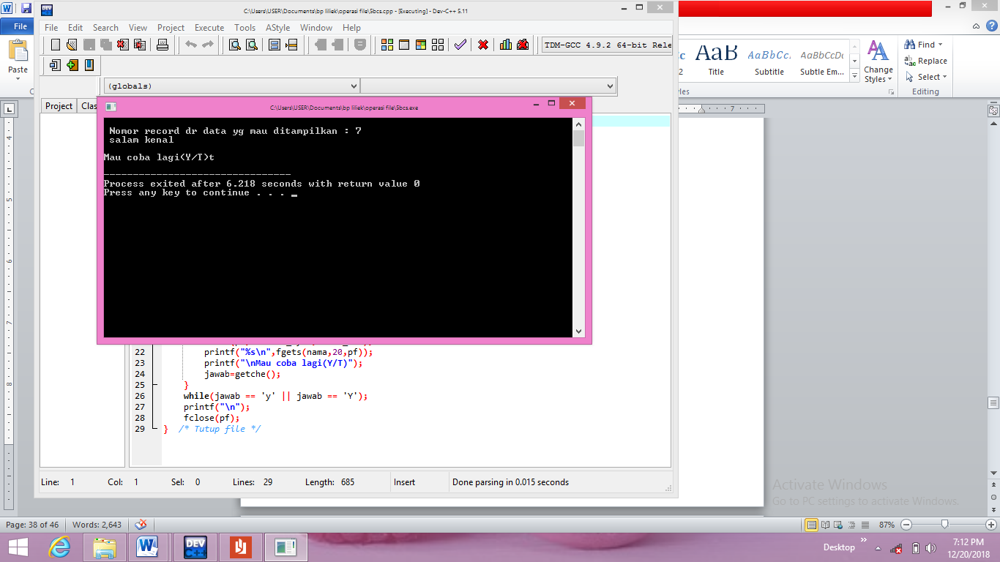 C:\Users\USER\Documents\bp liliek\operasi file\5bcs.cpp - [Executing] - Dev-C++ 5.11
File
File Edit Search View Project Execute Tools AStyle Window Help
TDM-GCC 4.9.2 64-bit Rele
Paste
(globals)
Project Clas
AaB AaBbCc. AaBbCcDc
2 Title Subtitle Subtle Em...
Change
Styles
Find
Replace
Select
Editing
7
C:\Users\USER\Documents\bp liliek\operasi file\5bcs.exe
Nomor record dr data yg mau ditampilkan : 7
salam kenal
Mau coba lagi(Y/T)t
--------------------------------
Process exited after 6.218 seconds with return value 0
Press any key to continue . . . _
22 printf("%s\n",fgets(nama,20,pf));
23 printf("\nMau coba lagi(Y/T)");
24 jawab=getche();
25 }
26 while(jawab == 'y' || jawab == 'Y');
27 printf("\n");
28 fclose(pf);
29 } /* Tutup file */
Line: 1 Col: 1 Sel: 0 Lines: 29 Length: 685 Insert Done parsing in 0.015 seconds
Activate Windows
Go to PC settings to activate Windows.
Page: 38 of 46 Words: 2,643 87%
Desktop
7:12 PM
12/20/2018